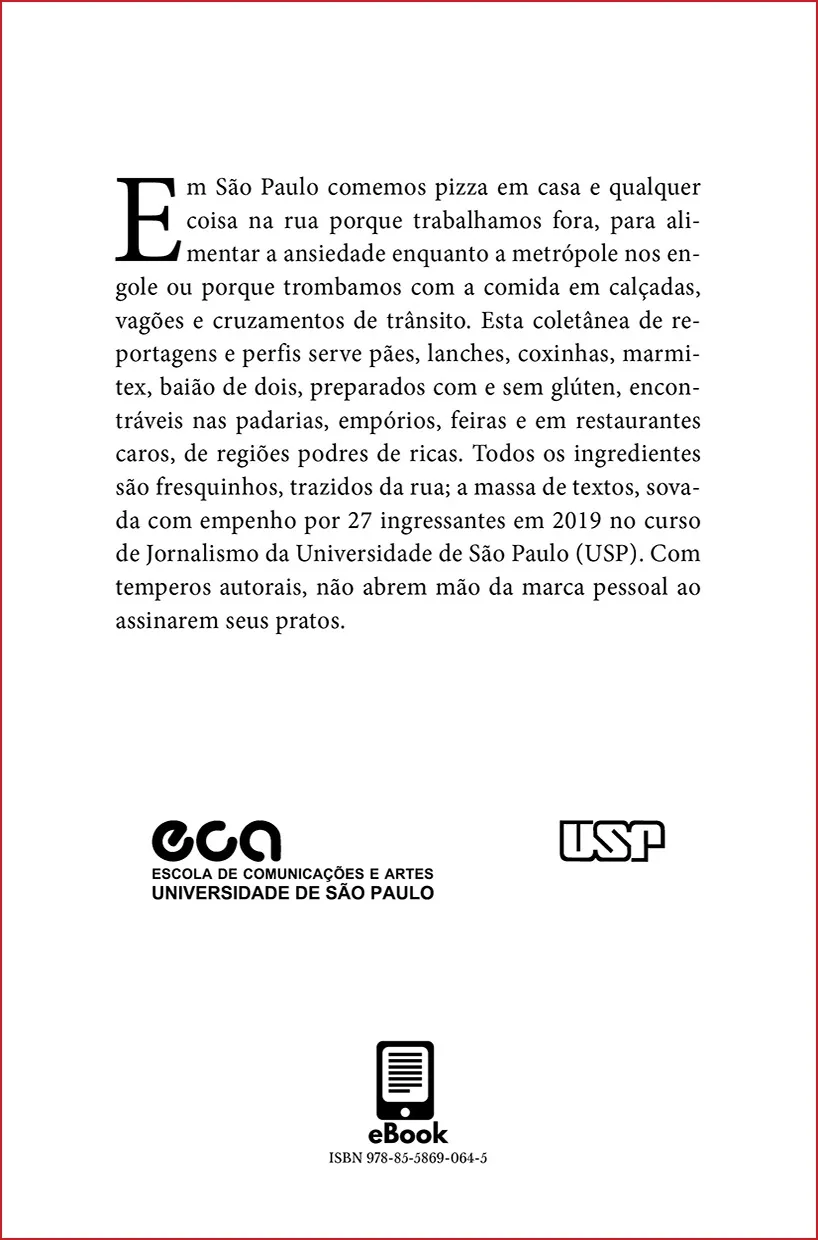 Em São Paulo comemos pizza em casa e qualquer
coisa na rua porque trabalhamos fora, para ali-
mentar a ansiedade enquanto a metrópole nos en-
gole ou porque trombamos com a comida em calçadas,
vagões e cruzamentos de trânsito. Esta coletânea de re-
portagens e perfis serve pães, lanches, coxinhas, marmi-
tex, baião de dois, preparados com e sem glúten, encon-
tráveis nas padarias, empórios, feiras e em restaurantes
caros, de regiões podres de ricas. Todos os ingredientes
são fresquinhos, trazidos da rua; a massa de textos, sova-
da com empenho por 27 ingressantes em 2019 no curso
de Jornalismo da Universidade de São Paulo (USP). Com
temperos autorais, não abrem mão da marca pessoal ao
assinarem seus pratos.
eca
ESCOLA DE COMUNICAÇÕES E ARTES
UNIVERSIDADE DE SÃO PAULO
USP
eBook
ISBN 978-85-5869-064-5